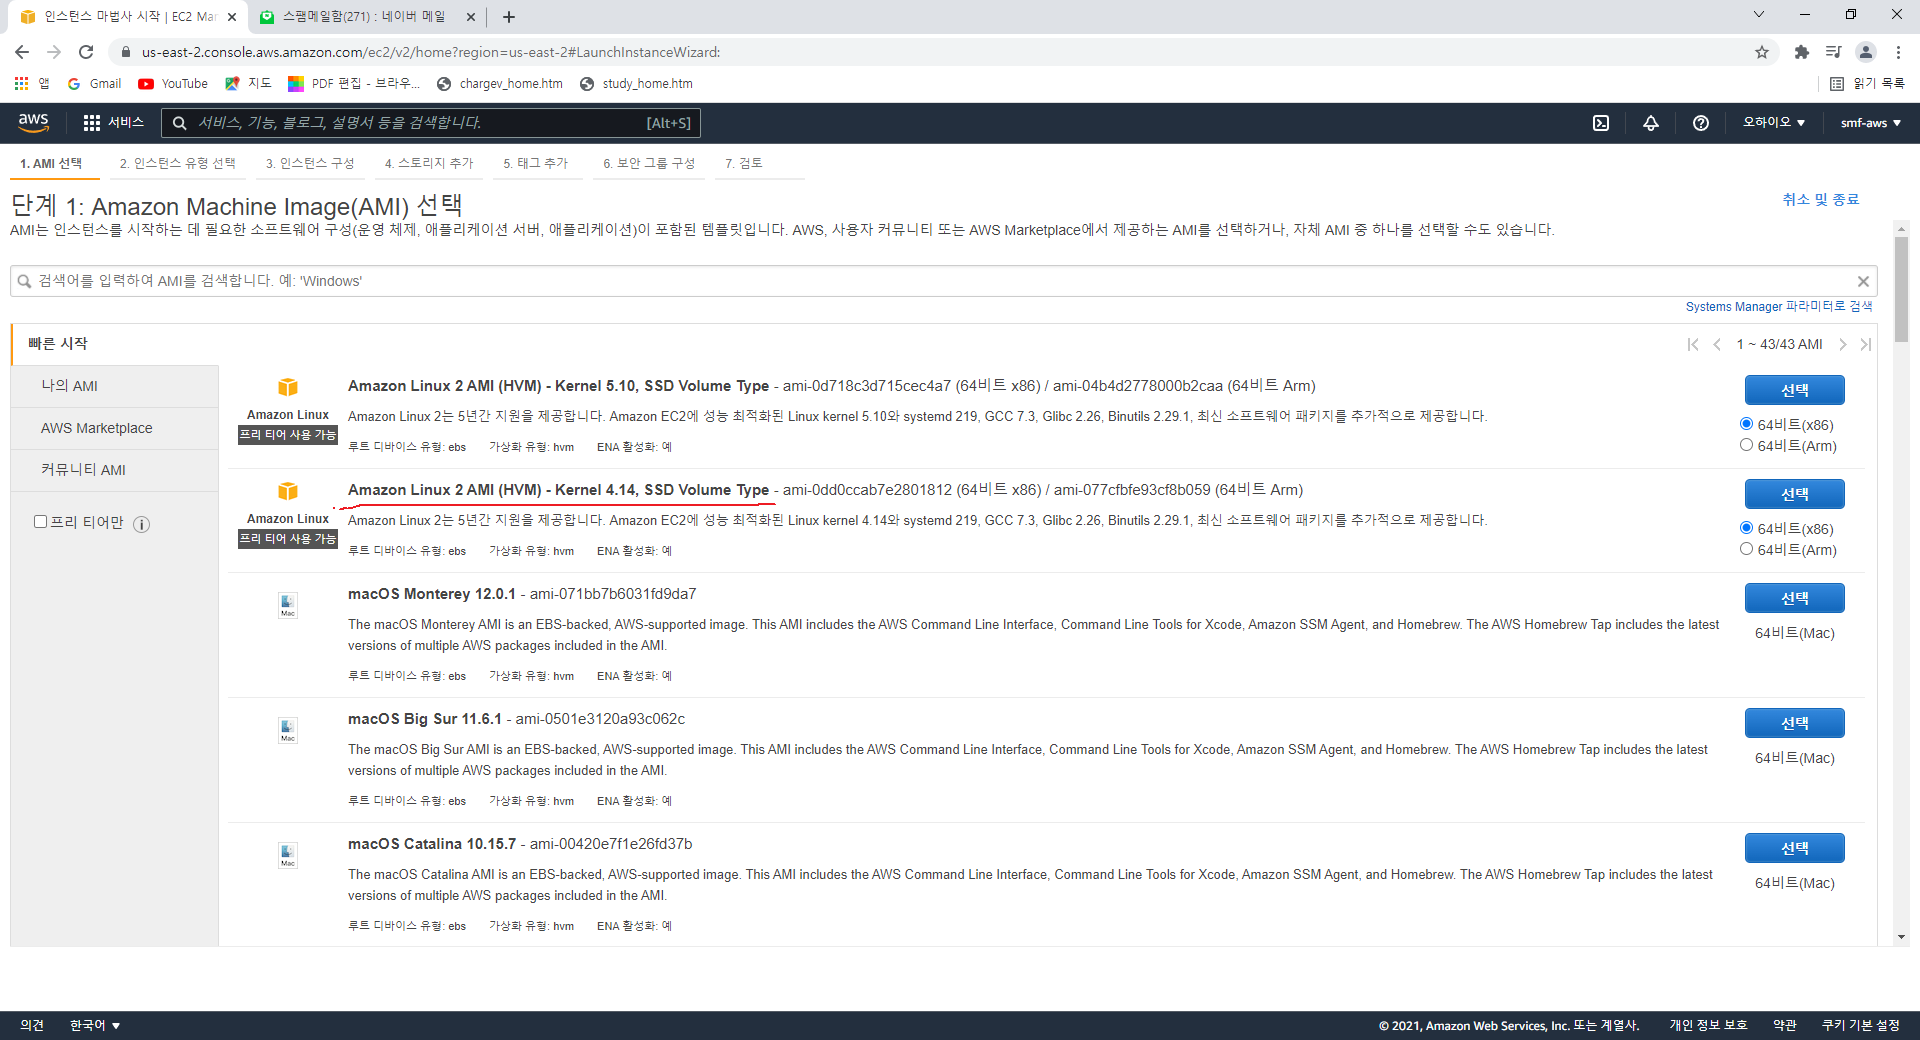 인스턴스 마법사 시작 | EC2 Mar
스팸메일함(271) : 네이버 메일
us-east-2.console.aws.amazon.com/ec2/v2/home?region=us-east-2#LaunchInstanceWizard:
앱 Gmail YouTube 지도 PDF 편집 - 브라우... chargev_home.htm study_home.htm 읽기 목록
aws 서비스 서비스, 기능, 블로그, 설명서 등을 검색합니다. [Alt+S] 오하이오 smf-aws
1. AMI 선택 2. 인스턴스 유형 선택 3. 인스턴스 구성 4. 스토리지 추가 5. 태그 추가 6. 보안 그룹 구성 7. 검토
단계 1: Amazon Machine Image(AMI) 선택
취소 및 종료
AMI는 인스턴스를 시작하는 데 필요한 소프트웨어 구성(운영 체제, 애플리케이션 서버, 애플리케이션)이 포함된 템플릿입니다. AWS, 사용자 커뮤니티 또는 AWS Marketplace에서 제공하는 AMI를 선택하거나, 자체 AMI 중 하나를 선택할 수도 있습니다.
검색어를 입력하여 AMI를 검색합니다. 예: 'Windows'
Systems Manager 파라미터로 검색
빠른 시작
1 ~ 43/43 AMI
나의 AMI
AWS Marketplace
커뮤니티 AMI
프리 티어만
Amazon Linux
프리 티어 사용 가능
Amazon Linux 2 AMI (HVM) - Kernel 5.10, SSD Volume Type - ami-0d718c3d715cec4a7 (64비트 x86) / ami-04b4d2778000b2caa (64비트 Arm)
Amazon Linux 2는 5년간 지원을 제공합니다. Amazon EC2에 성능 최적화된 Linux kernel 5.10와 systemd 219, GCC 7.3, Glibc 2.26, Binutils 2.29.1, 최신 소프트웨어 패키지를 추가적으로 제공합니다.
루트 디바이스 유형: ebs 가상화 유형: hvm ENA 활성화: 예
선택
64비트(x86)
64비트(Arm)
Amazon Linux
프리 티어 사용 가능
Amazon Linux 2 AMI (HVM) - Kernel 4.14, SSD Volume Type - ami-0dd0ccab7e2801812 (64비트 x86) / ami-077cfbfe93cf8b059 (64비트 Arm)
Amazon Linux 2는 5년간 지원을 제공합니다. Amazon EC2에 성능 최적화된 Linux kernel 4.14와 systemd 219, GCC 7.3, Glibc 2.26, Binutils 2.29.1, 최신 소프트웨어 패키지를 추가적으로 제공합니다.
루트 디바이스 유형: ebs 가상화 유형: hvm ENA 활성화: 예
선택
64비트(x86)
64비트(Arm)
Mac
macOS Monterey 12.0.1 - ami-071bb7b6031fd9da7
The macOS Monterey AMI is an EBS-backed, AWS-supported image. This AMI includes the AWS Command Line Interface, Command Line Tools for Xcode, Amazon SSM Agent, and Homebrew. The AWS Homebrew Tap includes the latest
versions of multiple AWS packages included in the AMI.
루트 디바이스 유형: ebs 가상화 유형: hvm ENA 활성화: 예
선택
64비트(Mac)
Mac
macOS Big Sur 11.6.1 - ami-0501e3120a93c062c
The macOS Big Sur AMI is an EBS-backed, AWS-supported image. This AMI includes the AWS Command Line Interface, Command Line Tools for Xcode, Amazon SSM Agent, and Homebrew. The AWS Homebrew Tap includes the latest
versions of multiple AWS packages included in the AMI.
루트 디바이스 유형: ebs 가상화 유형: hvm ENA 활성화: 예
선택
64비트(Mac)
Mac
macOS Catalina 10.15.7 - ami-00420e7f1e26fd37b
The macOS Catalina AMI is an EBS-backed, AWS-supported image. This AMI includes the AWS Command Line Interface, Command Line Tools for Xcode, Amazon SSM Agent, and Homebrew. The AWS Homebrew Tap includes the latest
versions of multiple AWS packages included in the AMI.
루트 디바이스 유형: ebs 가상화 유형: hvm ENA 활성화: 예
선택
64비트(Mac)
의견 한국어 © 2021, Amazon Web Services, Inc. 또는 계열사. 개인 정보 보호 약관 쿠키 기본 설정